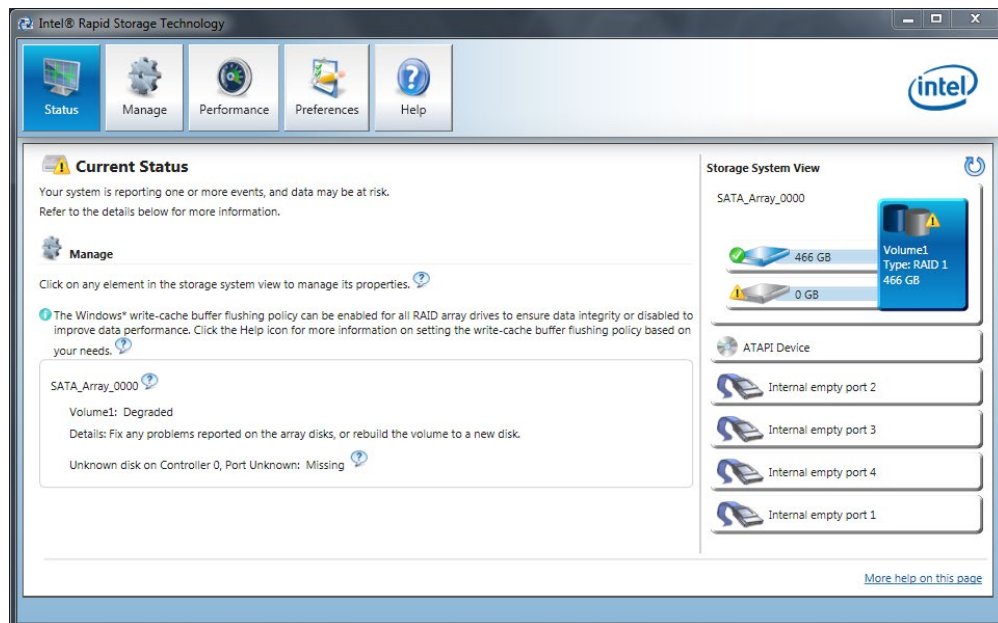 Intel® Rapid Storage Technology
Status
Manage
Performance
Preferences
Help
intel
Current Status
Your system is reporting one or more events, and data may be at risk.
Refer to the details below for more information.
Manage
Click on any element in the storage system view to manage its properties.
The Windows* write-cache buffer flushing policy can be enabled for all RAID array drives to ensure data integrity or disabled to
improve data performance. Click the Help icon for more information on setting the write-cache buffer flushing policy based on
your needs.
SATA_Array_0000
Volume1: Degraded
Details: Fix any problems reported on the array disks, or rebuild the volume to a new disk.
Unknown disk on Controller 0, Port Unknown: Missing
Storage System View
SATA_Array_0000
466 GB
0 GB
Volume1
Type: RAID 1
466 GB
ATAPI Device
Internal empty port 2
Internal empty port 3
Internal empty port 4
Internal empty port 1
More help on this page